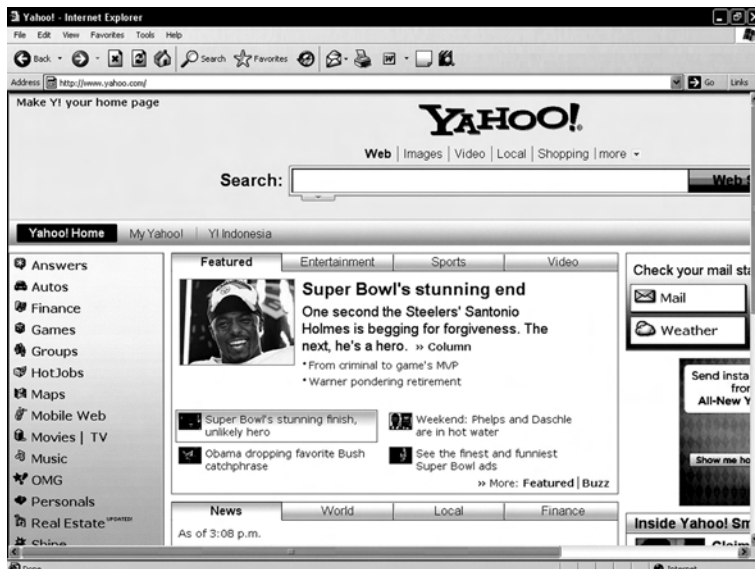 Yahoo! - Internet Explorer
File Edit View Favorites Tools Help
Back Search Favorites
Address http://www.yahoo.com/ Go Links
Make Y! your home page
YAHOO!
Web | Images | Video | Local | Shopping | more
Search: Web
Yahoo! Home My Yahoo! Y! Indonesia
Answers
Autos
Finance
Games
Groups
HotJobs
Maps
Mobile Web
Movies | TV
Music
OMG
Personals
Real Estate UPDATED!
Shine
Featured Entertainment Sports Video
Super Bowl's stunning end
One second the Steelers' Santonio
Holmes is begging for forgiveness. The
next, he's a hero. » Column
• From criminal to game's MVP
• Warner pondering retirement
Super Bowl's stunning finish,
unlikely hero
Weekend: Phelps and Daschle
are in hot water
Obama dropping favorite Bush
catchphrase
See the finest and funniest
Super Bowl ads
» More: Featured | Buzz
News World Local Finance
As of 3:08 p.m.
Check your mail
Mail
Weather
Send
All-New
Show me
Inside Yahoo!
Done Internet